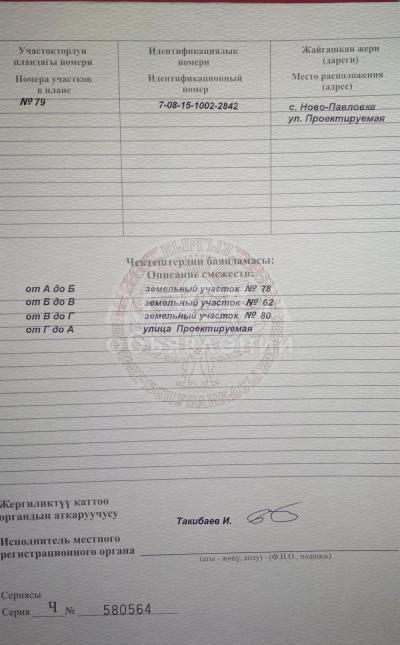 Участоктордун
пландагы номери
Номера участков
в плане
Идентификациялык
номери
Идентификационный
номер
Жайгашкан жери
(дареги)
Место расположения
(адрес)
№ 79
7-08-15-1002-2842
с. Ново-Павловка
ул. Проектируемая
Чектештердин баяндамасы:
Описание смежеств:
от А до Б земельный участок № 78
от Б до В земельный участок № 62
от В до Г земельный участок № 80
от Г до А улица Проектируемая
КЫРГЫЗ
РЕСПУБЛИКАСЫ
ОБЪЯВЛЕНИЙ
Жергиликтүү каттоо
органдын аткаруучусу
Такибаев И.
Исполнитель местного
регистрационного органа
(аты - жөнү, колу) - (Ф.И.О., подпись)
Сериясы
Серия Ч № 580564